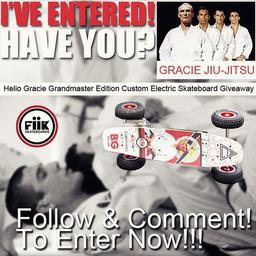 I'VE ENTERED!
HAVE YOU?
GRACIE JIU-JITSU
Helio Gracie Grandmaster Edition Custom Electric Skateboard Giveaway
FiiK
SKATEBOARDS
BG
Follow & Comment!
To Enter Now!!!